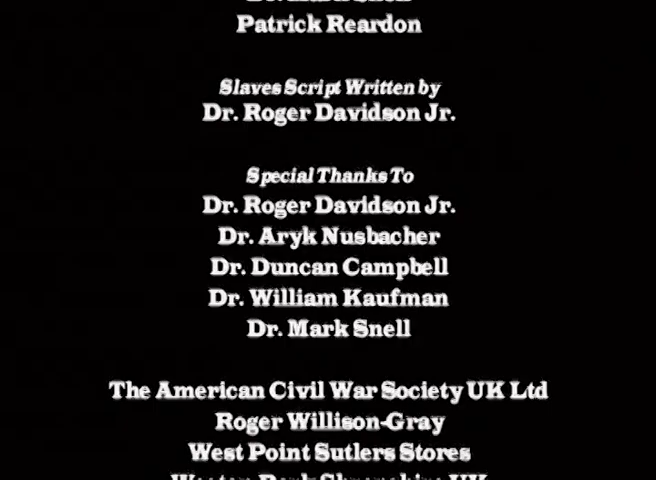 Patrick Reardon
Slaves Script Written by
Dr. Roger Davidson Jr.
Special Thanks To
Dr. Roger Davidson Jr.
Dr. Aryk Nusbacher
Dr. Duncan Campbell
Dr. William Kaufman
Dr. Mark Snell
The American Civil War Society UK Ltd
Roger Willison-Gray
West Point Sutlers Stores